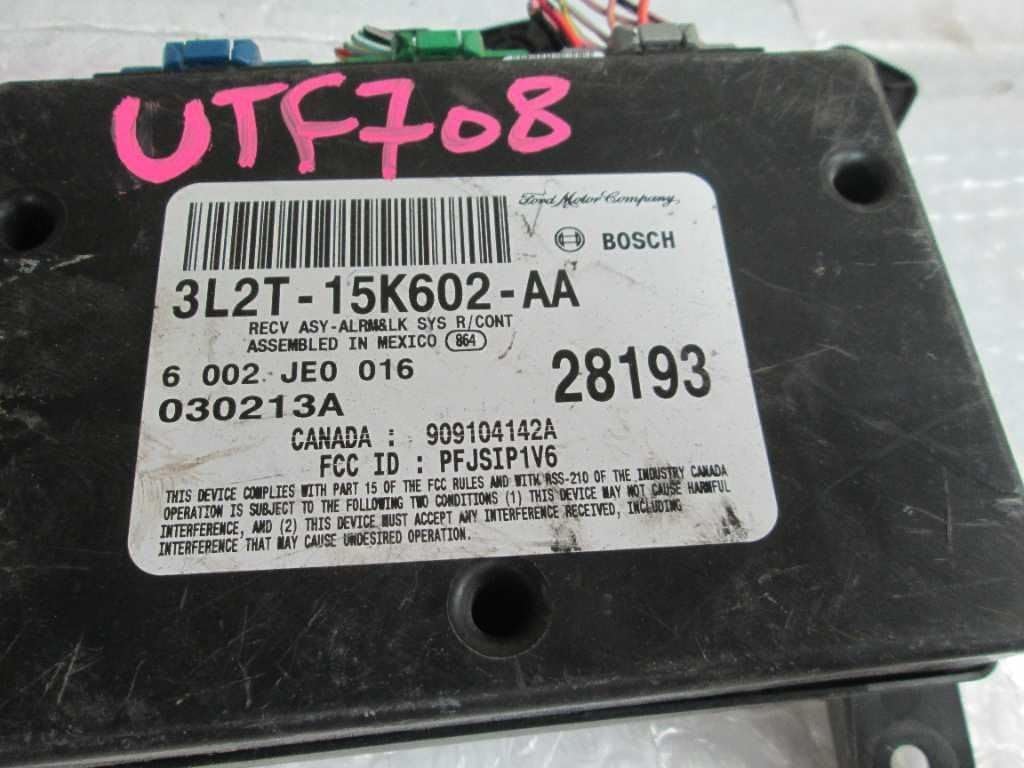 UTF708
Ford Motor Company
BOSCH
3L2T-15K602-AA
RECV ASY-ALRM&LK SYS R/CONT
ASSEMBLED IN MEXICO 864
6 002 JE0 016
28193
030213A
CANADA : 909104142A
FCC ID : PFJSIP1V6
THIS DEVICE COMPLIES WITH PART 15 OF THE FCC RULES AND WITH RSS-210 OF THE INDUSTRY CANADA
OPERATION IS SUBJECT TO THE FOLLOWING TWO CONDITIONS (1) THIS DEVICE MAY NOT CAUSE HARMFUL
INTERFERENCE, AND (2) THIS DEVICE MUST ACCEPT ANY INTERFERENCE RECEIVED, INCLUDING
INTERFERENCE THAT MAY CAUSE UNDESIRED OPERATION.